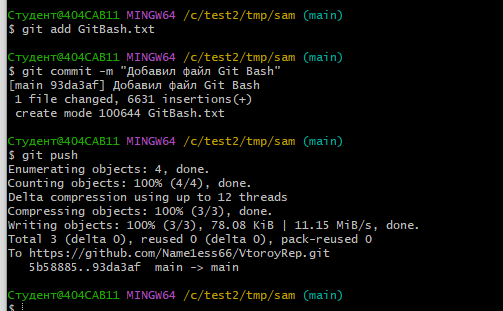 Студент@404CAB11 MINGW64 /c/test2/tmp/sam (main)
$ git add GitBash.txt
Студент@404CAB11 MINGW64 /c/test2/tmp/sam (main)
$ git commit -m "Добавил файл Git Bash"
[main 93da3af] Добавил файл Git Bash
 1 file changed, 6631 insertions(+)
 create mode 100644 GitBash.txt
Студент@404CAB11 MINGW64 /c/test2/tmp/sam (main)
$ git push
Enumerating objects: 4, done.
Counting objects: 100% (4/4), done.
Delta compression using up to 12 threads
Compressing objects: 100% (3/3), done.
Writing objects: 100% (3/3), 78.08 KiB | 11.15 MiB/s, done.
Total 3 (delta 0), reused 0 (delta 0), pack-reused 0
To https://github.com/Name1ess66/VtoroyRep.git
   5b58885..93da3af  main -> main
Студент@404CAB11 MINGW64 /c/test2/tmp/sam (main)
$